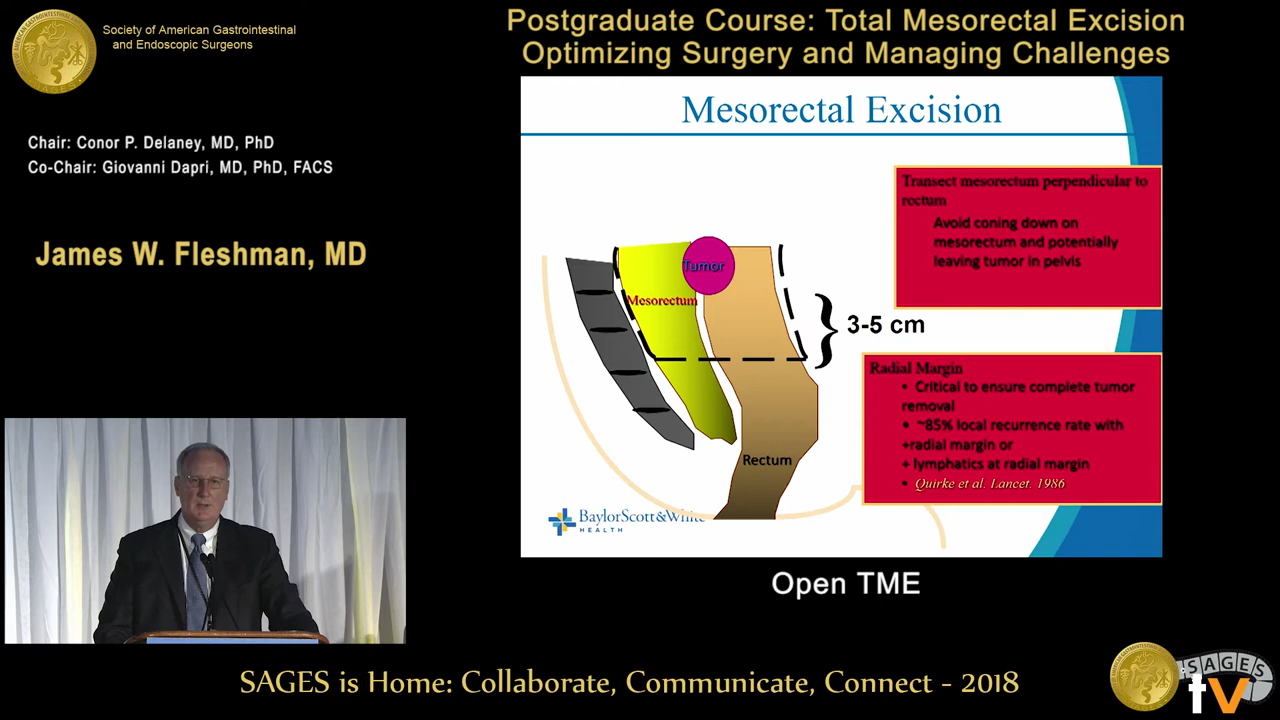 Society of American Gastrointestinal
and Endoscopic Surgeons
Postgraduate Course: Total Mesorectal Excision
Optimizing Surgery and Managing Challenges
Chair: Conor P. Delaney, MD, PhD
Co-Chair: Giovanni Dapri, MD, PhD, FACS
James W. Fleshman, MD
Mesorectal Excision
Transect mesorectum perpendicular to
rectum
Avoid coning down on
mesorectum and potentially
leaving tumor in pelvis
Tumor
Mesorectum
3-5 cm
Radial Margin
• Critical to ensure complete tumor
removal
• ~85% local recurrence rate with
+radial margin or
+ lymphatics at radial margin
• Quirke et al. Lancet. 1986
Rectum
BaylorScott&White
HEALTH
Open TME
SAGES is Home: Collaborate, Communicate, Connect - 2018
SAGES
tv